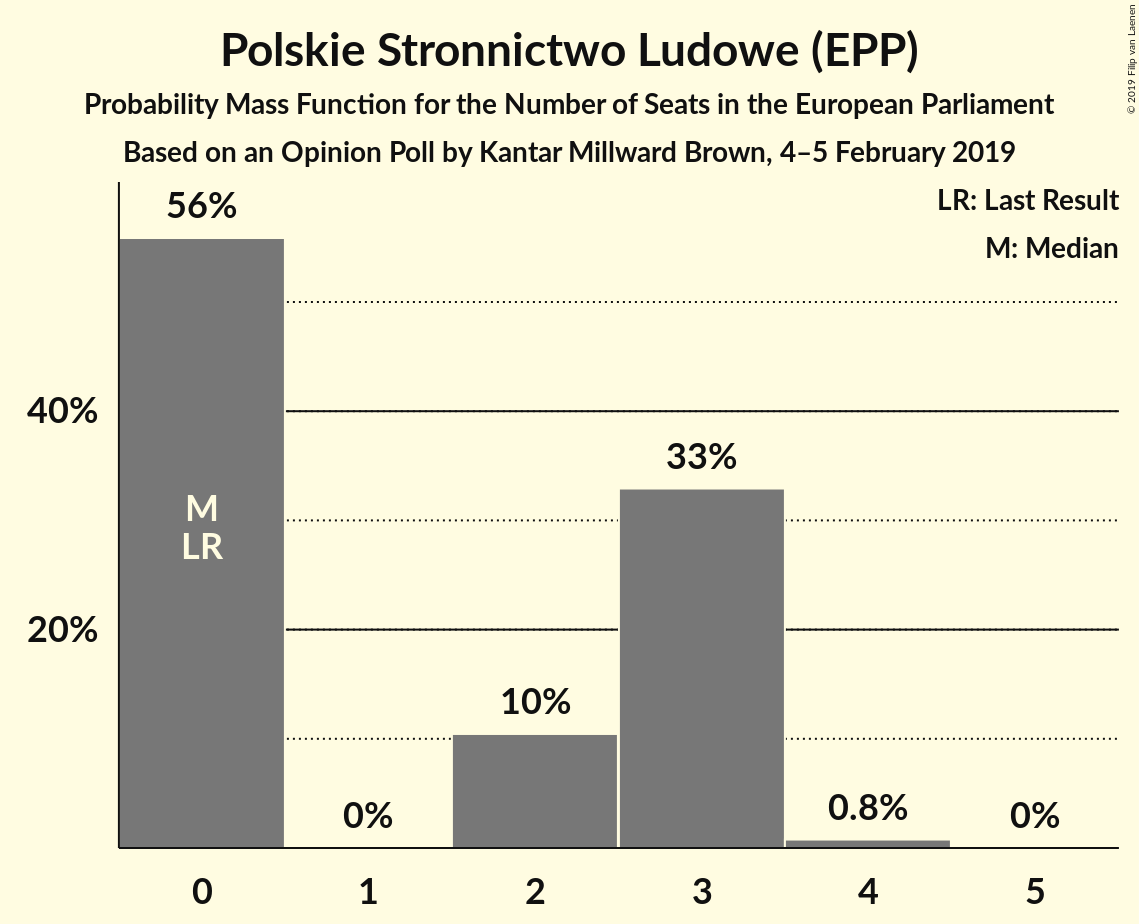 Polskie Stronnictwo Ludowe (EPP)
Probability Mass Function for the Number of Seats in the European Parliament
Based on an Opinion Poll by Kantar Millward Brown, 4–5 February 2019
© 2019 Filip van Laenen
LR: Last Result
M: Median
56%
40%
33%
M
LR
20%
10%
0%
0.8%
0%
0 1 2 3 4 5